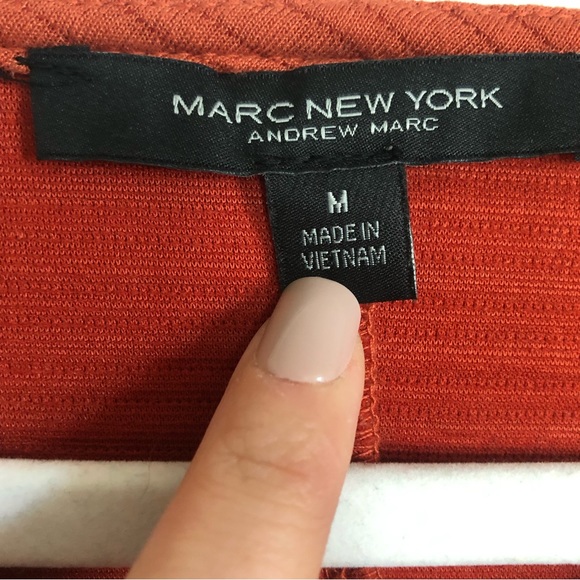 MARC NEW YORK
ANDREW MARC
M
MADE IN
VIETNAM